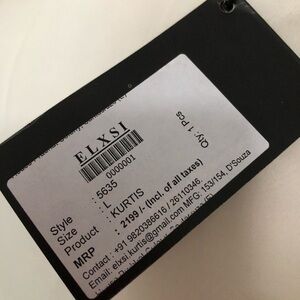 ELXSI
0000001
Style : 5635
Size : L
Product : KURTIS Qty: 1 Pcs
MRP : 2199 /- (Incl. of all taxes)
Contact : +91 9820386616 / 26110346,
Email: elxsi.kurtis@gmail.com MFG: 153/154, D'Souza